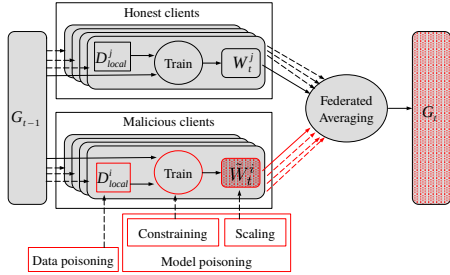 Honest clients
D^j_local
Train
W^j_t
G_{t-1}
Federated
Averaging
G_t
Malicious clients
D^i_local
Train
W̃^i_t
Constraining
Scaling
Data poisoning
Model poisoning